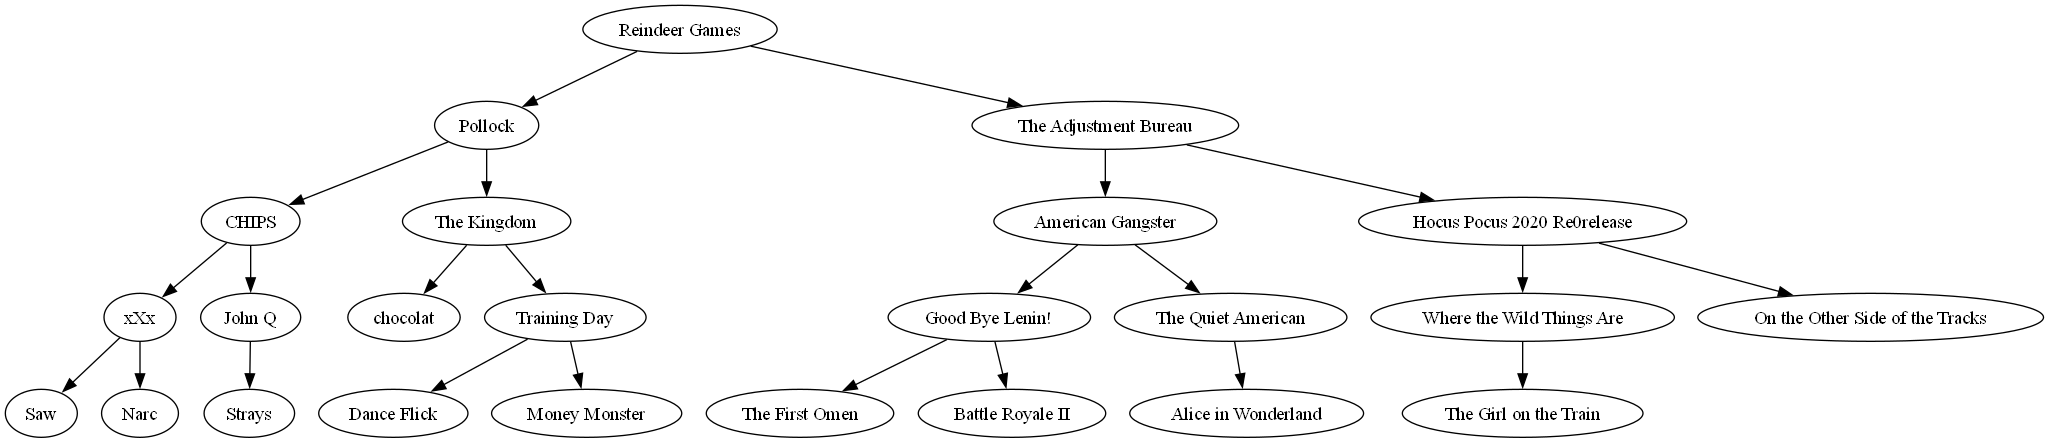 Reindeer Games
Pollock
The Adjustment Bureau
CHIPS
The Kingdom
American Gangster
Hocus Pocus 2020 Re0release
xXx
John Q
chocolat
Training Day
Good Bye Lenin!
The Quiet American
Where the Wild Things Are
On the Other Side of the Tracks
Saw
Narc
Strays
Dance Flick
Money Monster
The First Omen
Battle Royale II
Alice in Wonderland
The Girl on the Train